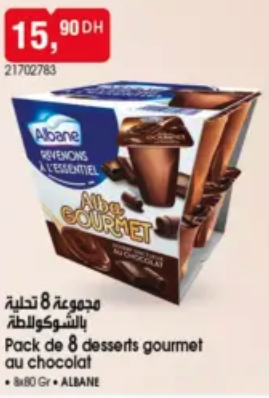 15,90 DH
21702783
Albane
REVENONS
À L'ESSENTIEL
Alba
GOURMET
AU CHOCOLAT
مجموعة 8 تحلية
بالشوكولاطة
Pack de 8 desserts gourmet
au chocolat
• 8x80 Gr • ALBANE